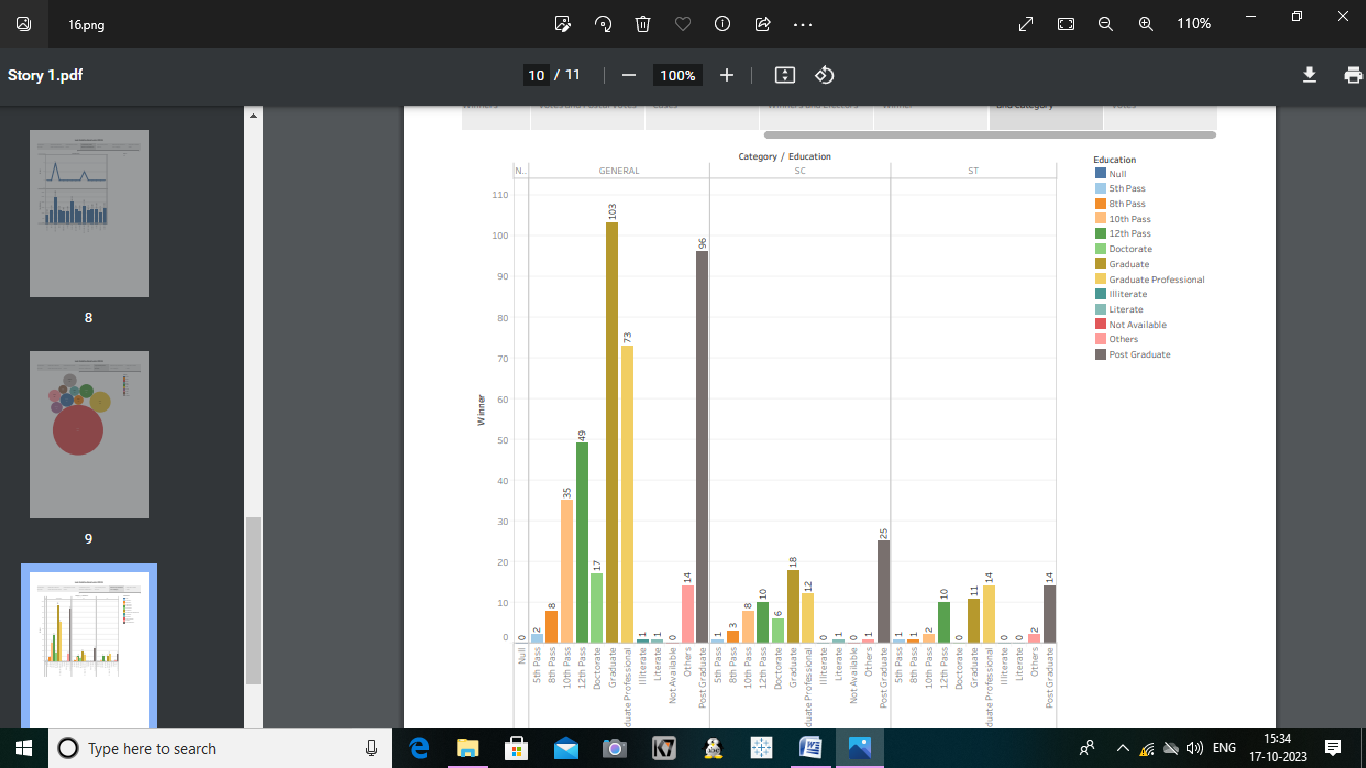 16.png
110%
Story 1.pdf
10 / 11
100%
8
9
Category / Education
N..
GENERAL
SC
ST
Winner
110
100
90
80
70
60
50
40
30
20
10
0
0
2
8
35
49
17
103
73
1
1
0
14
96
1
3
8
10
6
18
12
0
1
0
1
25
1
1
2
10
0
11
14
0
0
2
14
Null
5th Pass
8th Pass
10th Pass
12th Pass
Doctorate
Graduate
duate Professional
Illiterate
Literate
Not Available
Others
Post Graduate
5th Pass
8th Pass
10th Pass
12th Pass
Doctorate
Graduate
duate Professional
Illiterate
Literate
Not Available
Others
Post Graduate
5th Pass
8th Pass
10th Pass
12th Pass
Doctorate
Graduate
duate Professional
Illiterate
Literate
Others
Post Graduate
Education
Null
5th Pass
8th Pass
10th Pass
12th Pass
Doctorate
Graduate
Graduate Professional
Illiterate
Literate
Not Available
Others
Post Graduate
Type here to search
ENG
15:34
17-10-2023